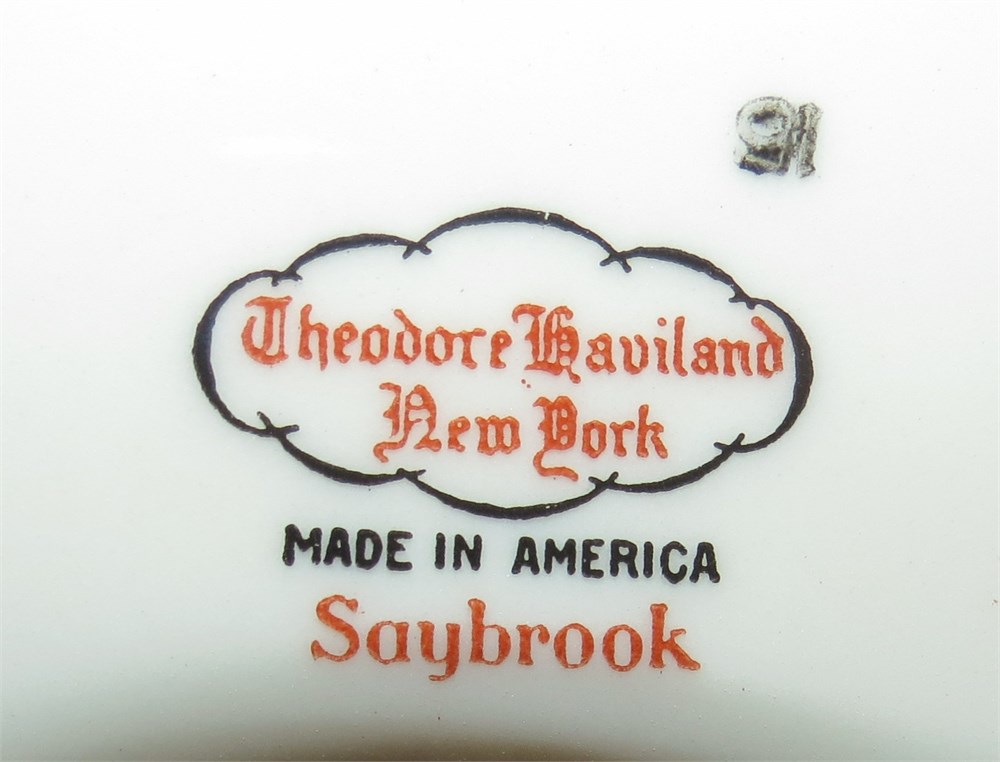 Theodore Haviland
New York
MADE IN AMERICA
Saybrook